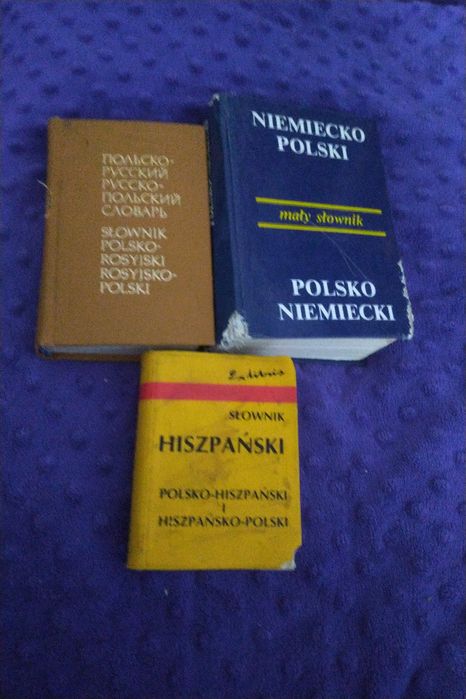 ПОЛЬСКО-
РУССКИЙ
РУССКО-
ПОЛЬСКИЙ
СЛОВАРЬ
SŁOWNIK
POLSKO-
ROSYJSKI
ROSYJSKO-
POLSKI
NIEMIECKO
POLSKI
mały słownik
POLSKO
NIEMIECKI
Exlibris
SŁOWNIK
HISZPAŃSKI
POLSKO-HISZPAŃSKI
I
HISZPAŃSKO-POLSKI